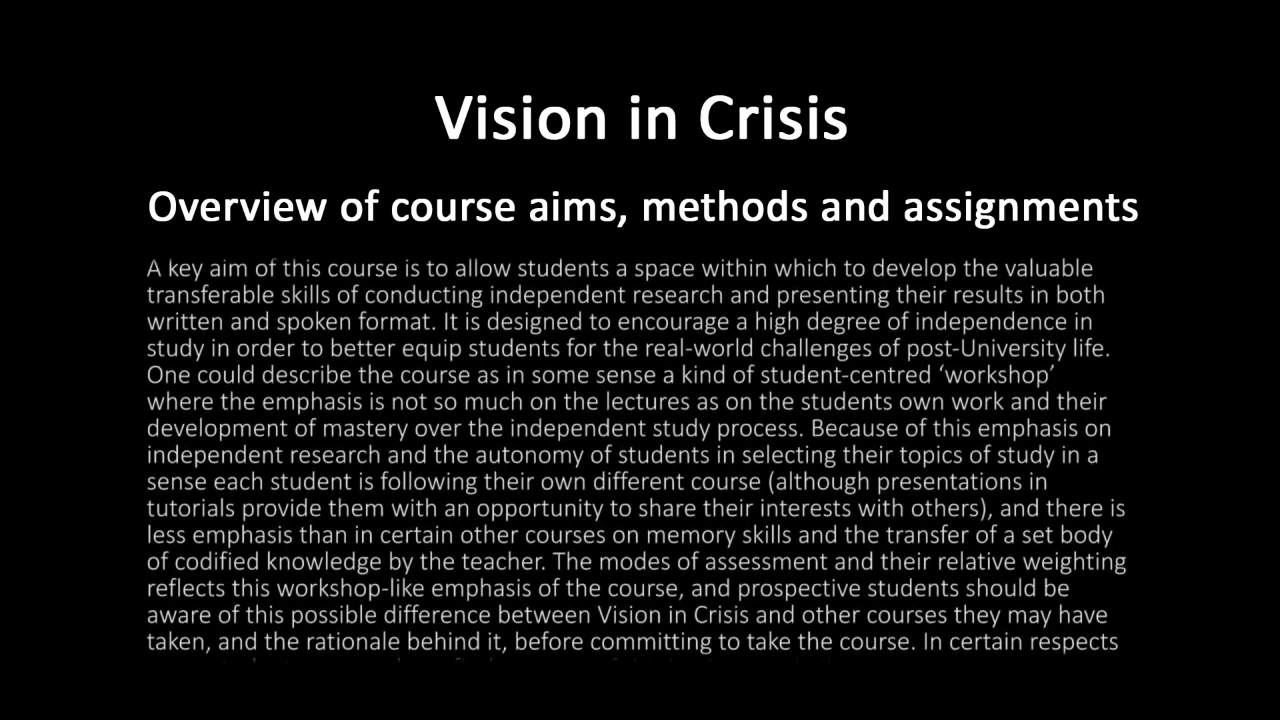 Vision in Crisis
Overview of course aims, methods and assignments
A key aim of this course is to allow students a space within which to develop the valuable
transferable skills of conducting independent research and presenting their results in both
written and spoken format. It is designed to encourage a high degree of independence in
study in order to better equip students for the real-world challenges of post-University life.
One could describe the course as in some sense a kind of student-centred ‘workshop’
where the emphasis is not so much on the lectures as on the students own work and their
development of mastery over the independent study process. Because of this emphasis on
independent research and the autonomy of students in selecting their topics of study in a
sense each student is following their own different course (although presentations in
tutorials provide them with an opportunity to share their interests with others), and there is
less emphasis than in certain other courses on memory skills and the transfer of a set body
of codified knowledge by the teacher. The modes of assessment and their relative weighting
reflects this workshop-like emphasis of the course, and prospective students should be
aware of this possible difference between Vision in Crisis and other courses they may have
taken, and the rationale behind it, before committing to take the course. In certain respects